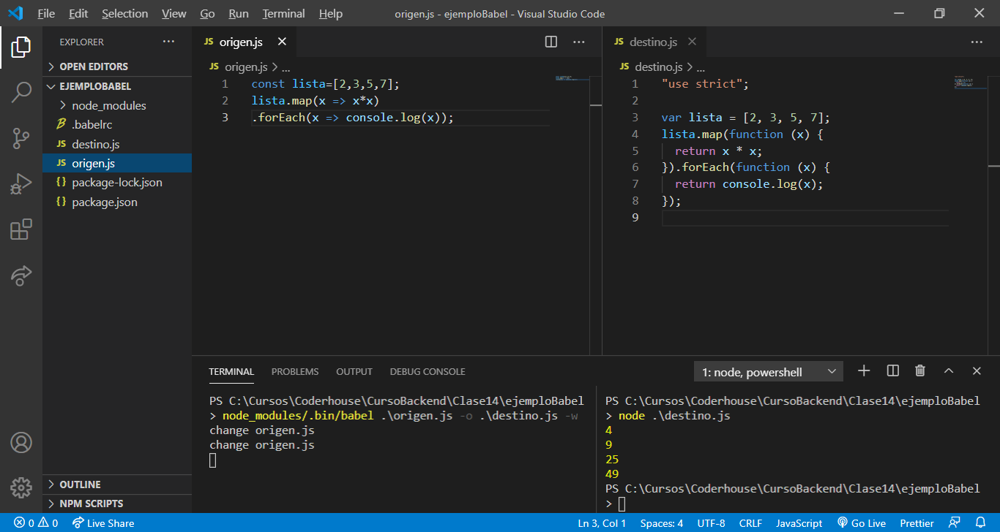 File Edit Selection View Go Run Terminal Help origen.js - ejemploBabel - Visual Studio Code
EXPLORER ...
OPEN EDITORS
EJEMPLOBABEL
node_modules
.babelrc
destino.js
origen.js
package-lock.json
package.json
OUTLINE
NPM SCRIPTS
JS origen.js
JS origen.js > ...
1 const lista=[2,3,5,7];
2 lista.map(x => x*x)
3 .forEach(x => console.log(x));
JS destino.js
JS destino.js > ...
1 "use strict";
2
3 var lista = [2, 3, 5, 7];
4 lista.map(function (x) {
5 return x * x;
6 }).forEach(function (x) {
7 return console.log(x);
8 });
9
TERMINAL PROBLEMS OUTPUT DEBUG CONSOLE 1: node, powershell
PS C:\Cursos\Coderhouse\CursoBackend\Clase14\ejemploBabel
> node_modules/.bin/babel .\origen.js -o .\destino.js -w
change origen.js
change origen.js
PS C:\Cursos\Coderhouse\CursoBackend\Clase14\ejemploBabel
> node .\destino.js
4
9
25
49
PS C:\Cursos\Coderhouse\CursoBackend\Clase14\ejemploBabel
>
0 0 Live Share Ln 3, Col 1 Spaces: 4 UTF-8 CRLF JavaScript Go Live Prettier